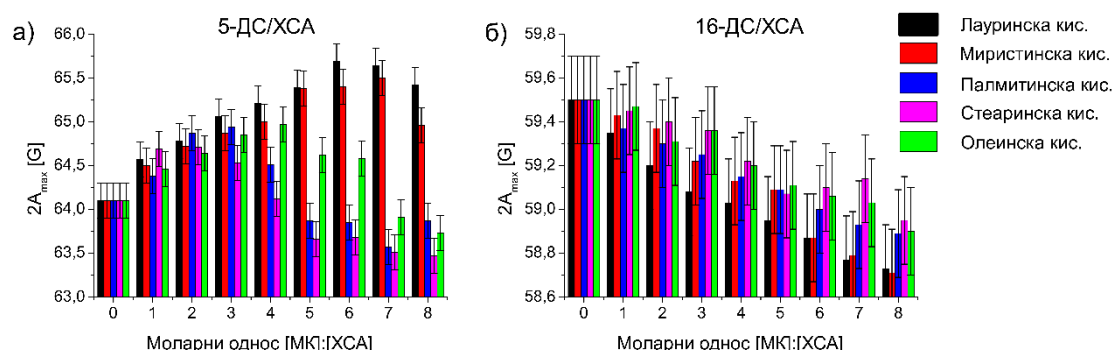 а)
5-ДС/ХСА
2Amax [G]
66,0
65,5
65,0
64,5
64,0
63,5
63,0
0 1 2 3 4 5 6 7 8
Моларни однос [МК]:[ХСА]
б)
16-ДС/ХСА
2Amax [G]
59,8
59,6
59,4
59,2
59,0
58,8
58,6
0 1 2 3 4 5 6 7 8
Моларни однос [МК]:[ХСА]
Лауринска кис.
Миристинска кис.
Палмитинска кис.
Стеаринска кис.
Олеинска кис.